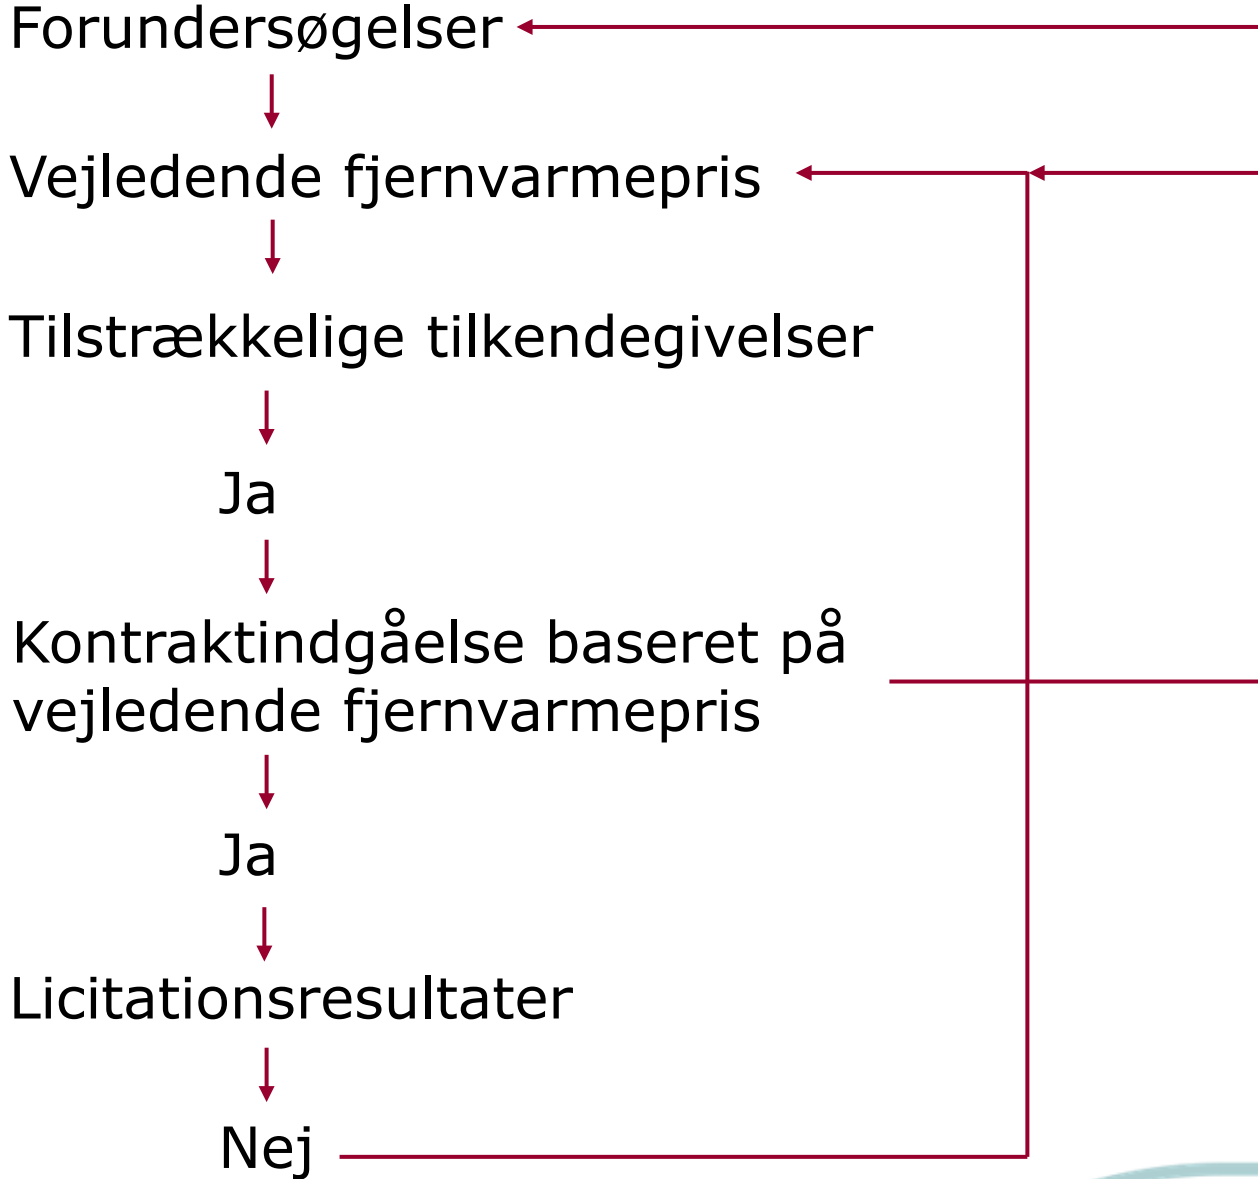 Forundersøgelser
Vejledende fjernvarmepris
Tilstrækkelige tilkendegivelser
Ja
Kontraktindgåelse baseret på
vejledende fjernvarmepris
Ja
Licitationsresultater
Nej